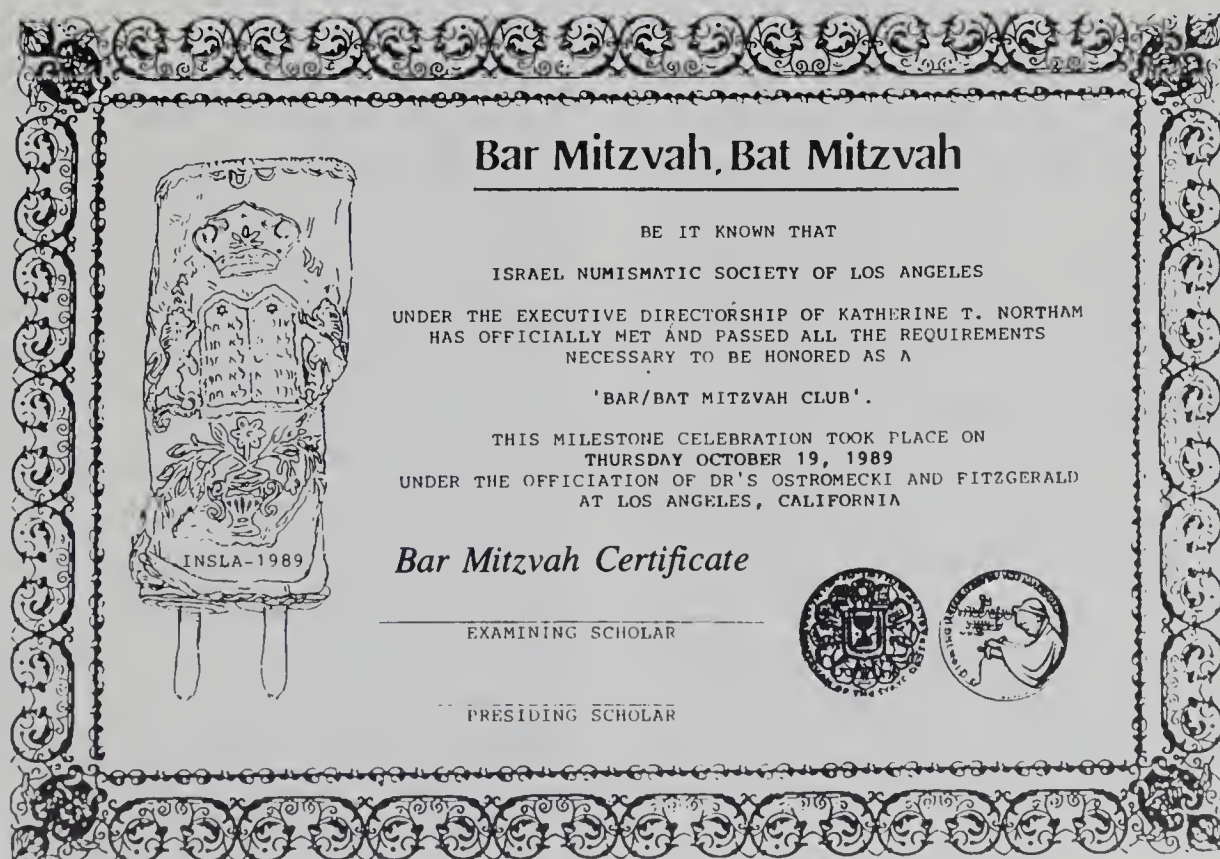 Bar Mitzvah, Bat Mitzvah
BE IT KNOWN THAT
ISRAEL NUMISMATIC SOCIETY OF LOS ANGELES
UNDER THE EXECUTIVE DIRECTORSHIP OF KATHERINE T. NORTHAM
HAS OFFICIALLY MET AND PASSED ALL THE REQUIREMENTS
NECESSARY TO BE HONORED AS A
'BAR/BAT MITZVAH CLUB'.
THIS MILESTONE CELEBRATION TOOK PLACE ON
THURSDAY OCTOBER 19, 1989
UNDER THE OFFICIATION OF DR'S OSTROMECKI AND FITZGERALD
AT LOS ANGELES, CALIFORNIA
INSLA-1989
Bar Mitzvah Certificate
EXAMINING SCHOLAR
PRESIDING SCHOLAR